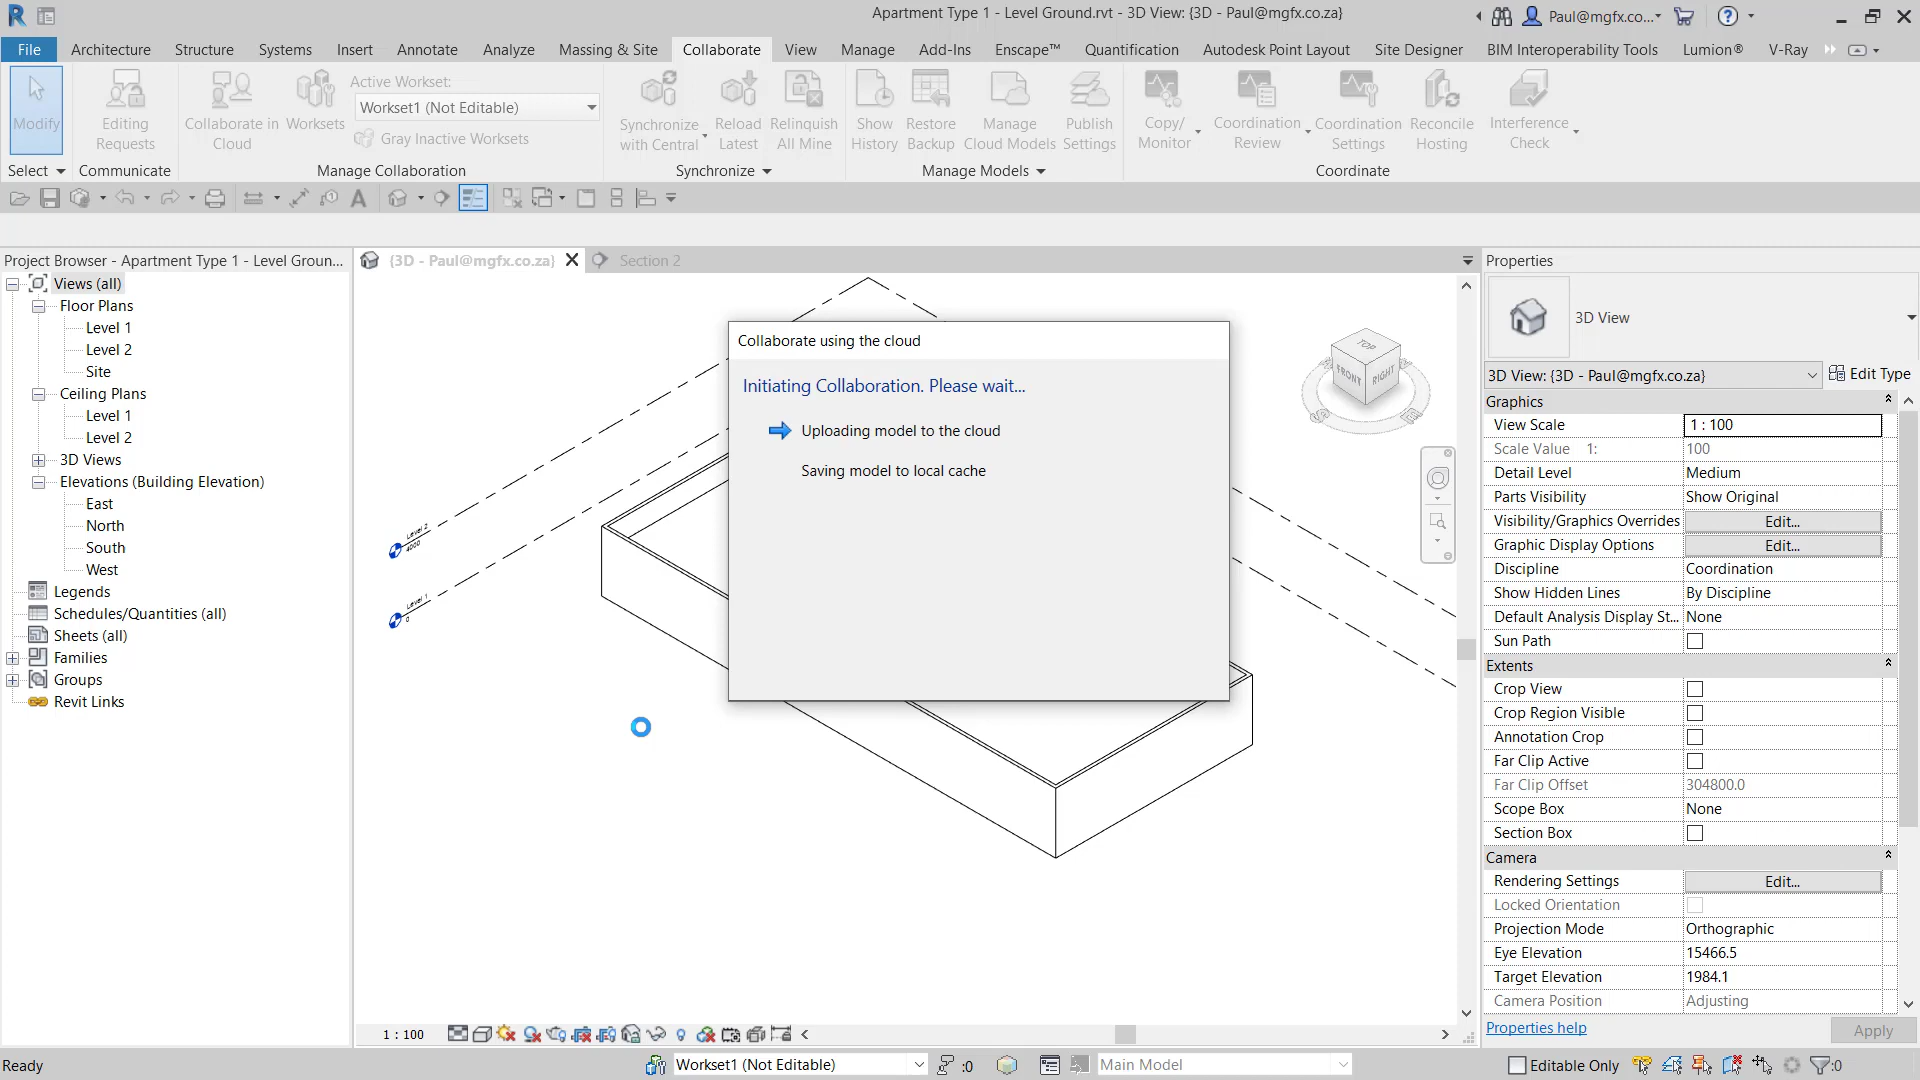 Apartment Type 1 - Level Ground.rvt - 3D View: {3D - Paul@mgfx.co.za}
Paul@mgfx.co...
File Architecture Structure Systems Insert Annotate Analyze Massing & Site Collaborate View Manage Add-Ins Enscape™ Quantification Autodesk Point Layout Site Designer BIM Interoperability Tools Lumion® V-Ray
Modify
Editing Requests
Collaborate in Cloud
Worksets
Active Workset:
Workset1 (Not Editable)
Gray Inactive Worksets
Synchronize with Central
Reload Latest
Relinquish All Mine
Show History
Restore Backup
Manage Cloud Models
Publish Settings
Copy/ Monitor
Coordination Review
Coordination Settings
Reconcile Hosting
Interference Check
Select Communicate Manage Collaboration Synchronize Manage Models Coordinate
Project Browser - Apartment Type 1 - Level Groun...
Views (all)
Floor Plans
Level 1
Level 2
Site
Ceiling Plans
Level 1
Level 2
3D Views
Elevations (Building Elevation)
East
North
South
West
Legends
Schedules/Quantities (all)
Sheets (all)
Families
Groups
Revit Links
{3D - Paul@mgfx.co.za}
Section 2
Level 2
4000
Level 1
0
Collaborate using the cloud
Initiating Collaboration. Please wait...
Uploading model to the cloud
Saving model to local cache
TOP
FRONT
RIGHT
S
E
Properties
3D View
3D View: {3D - Paul@mgfx.co.za} Edit Type
Graphics
View Scale 1 : 100
Scale Value 1: 100
Detail Level Medium
Parts Visibility Show Original
Visibility/Graphics Overrides Edit...
Graphic Display Options Edit...
Discipline Coordination
Show Hidden Lines By Discipline
Default Analysis Display St... None
Sun Path
Extents
Crop View
Crop Region Visible
Annotation Crop
Far Clip Active
Far Clip Offset 304800.0
Scope Box None
Section Box
Camera
Rendering Settings Edit...
Locked Orientation
Projection Mode Orthographic
Eye Elevation 15466.5
Target Elevation 1984.1
Camera Position Adjusting
Properties help Apply
1 : 100
Ready
Workset1 (Not Editable)
:0
Main Model
Editable Only
:0